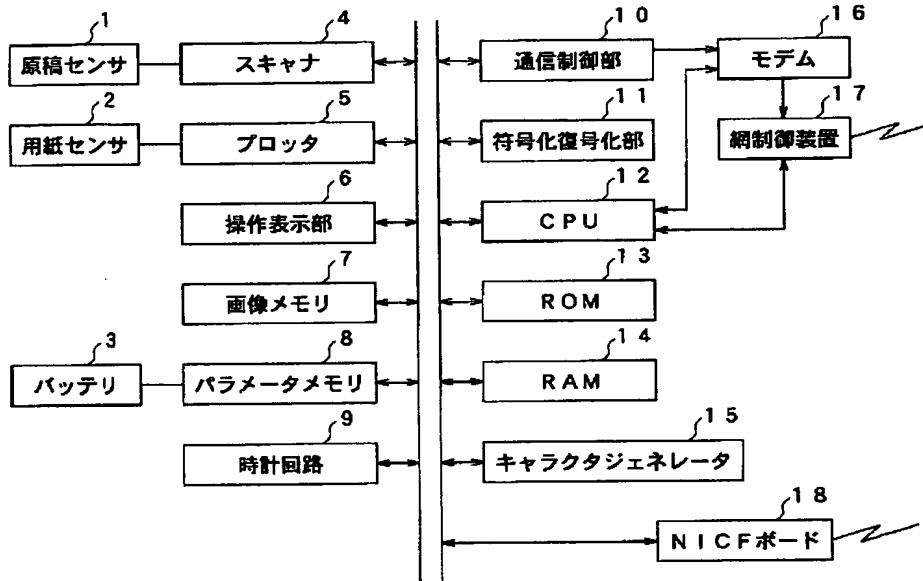 1
原稿センサ
4
スキャナ
2
用紙センサ
5
プロッタ
6
操作表示部
7
画像メモリ
3
バッテリ
8
パラメータメモリ
9
時計回路
10
通信制御部
16
モデム
11
符号化復号化部
17
網制御装置
12
CPU
13
ROM
14
RAM
15
キャラクタジェネレータ
18
NICFボード